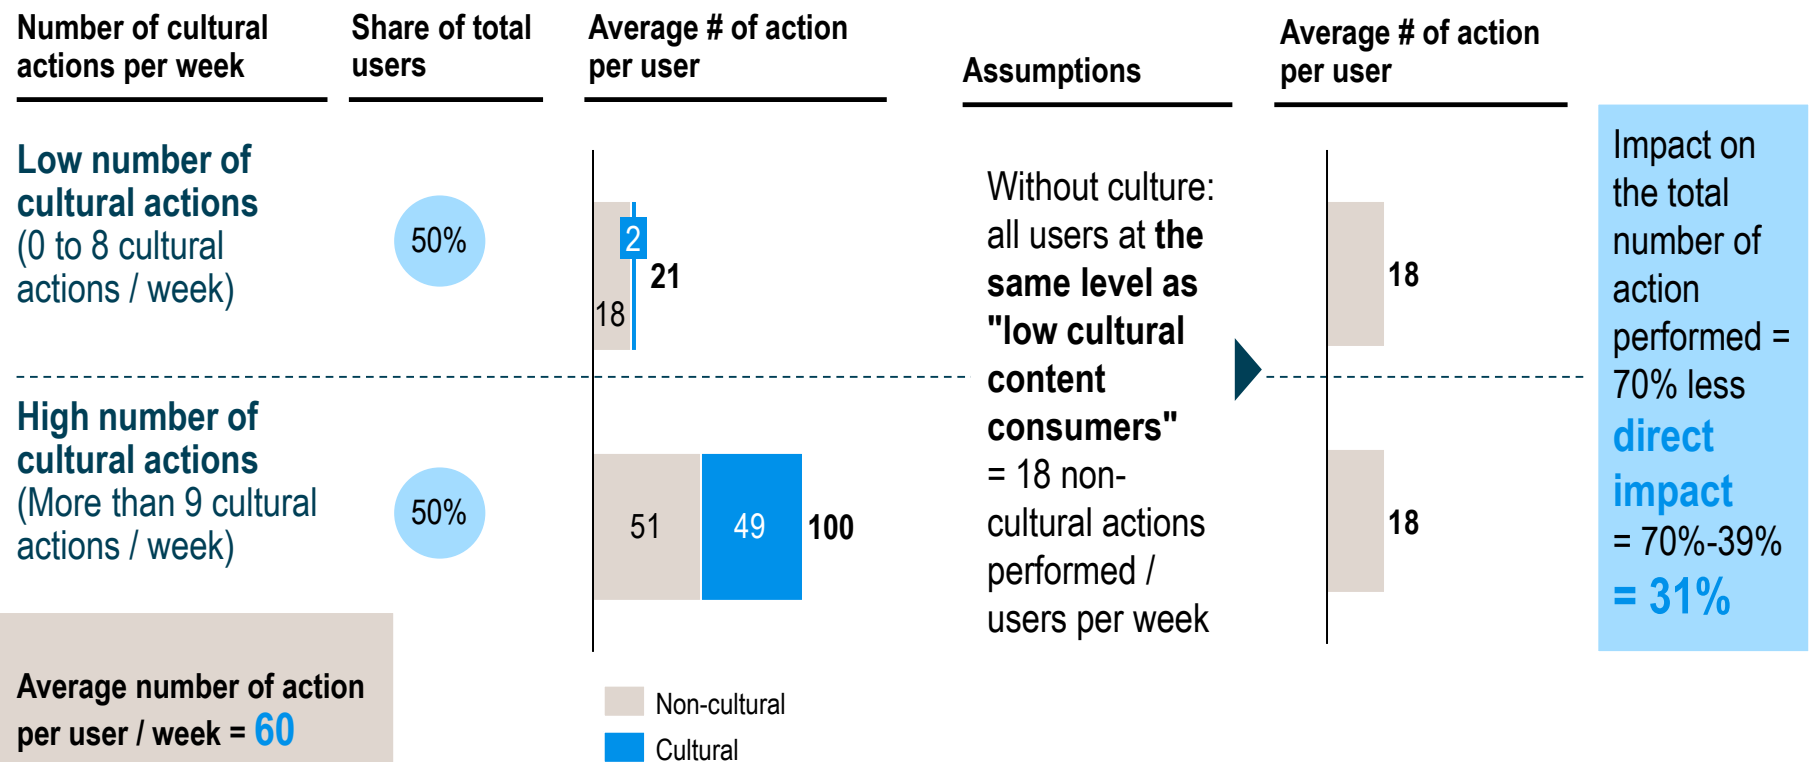 Number of cultural
actions per week
Share of total
users
Average # of action
per user
Assumptions
Average # of action
per user
Low number of
cultural actions
(0 to 8 cultural
actions / week)
50%
2
18
21
Without culture:
all users at the
same level as
"low cultural
content
consumers"
= 18 non-
cultural actions
performed /
users per week
18
High number of
cultural actions
(More than 9 cultural
actions / week)
50%
51
49
100
18
Impact on
the total
number of
action
performed =
70% less
direct
impact
= 70%-39%
= 31%
Average number of action
per user / week = 60
Non-cultural
Cultural